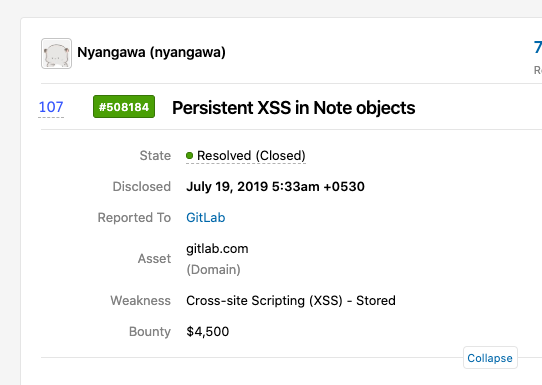 Nyangawa (nyangawa)
7
R
107 #508184 Persistent XSS in Note objects
State Resolved (Closed)
Disclosed July 19, 2019 5:33am +0530
Reported To GitLab
Asset gitlab.com
(Domain)
Weakness Cross-site Scripting (XSS) - Stored
Bounty $4,500
Collapse